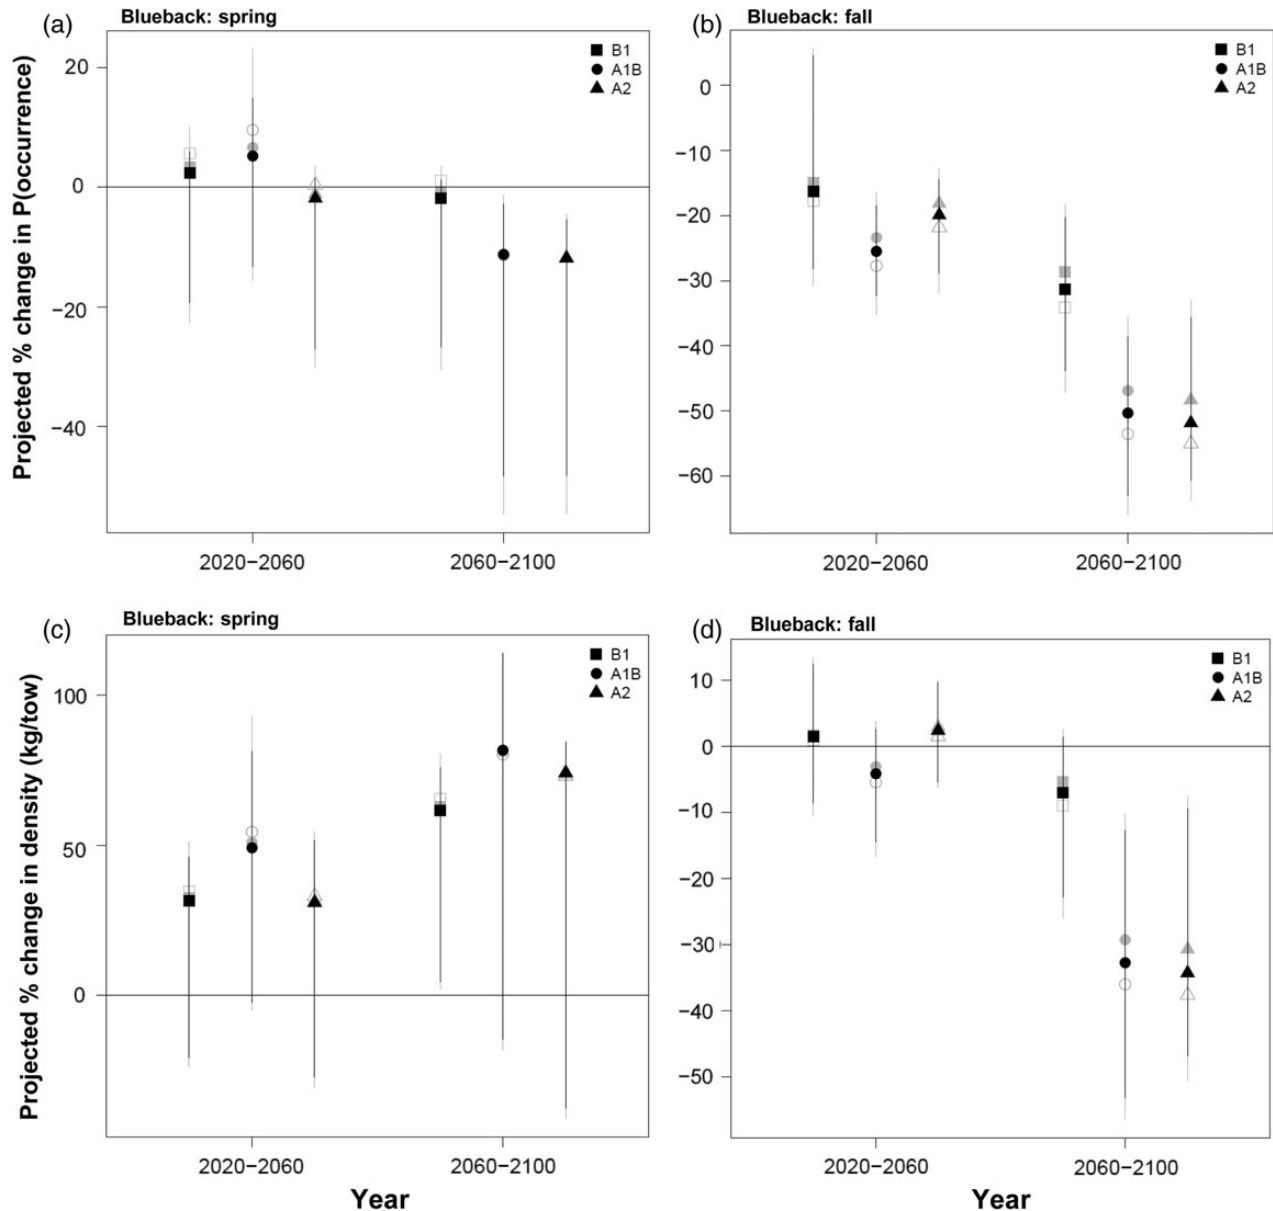 (a) Blueback: spring
Projected % change in P(occurrence)
20
0
−20
−40
B1
A1B
A2
2020−2060
2060−2100
(b) Blueback: fall
0
−10
−20
−30
−40
−50
−60
B1
A1B
A2
2020−2060
2060−2100
(c) Blueback: spring
Projected % change in density (kg/tow)
100
50
0
B1
A1B
A2
2020−2060
2060−2100
Year
(d) Blueback: fall
10
0
−10
−20
−30
−40
−50
B1
A1B
A2
2020−2060
2060−2100
Year